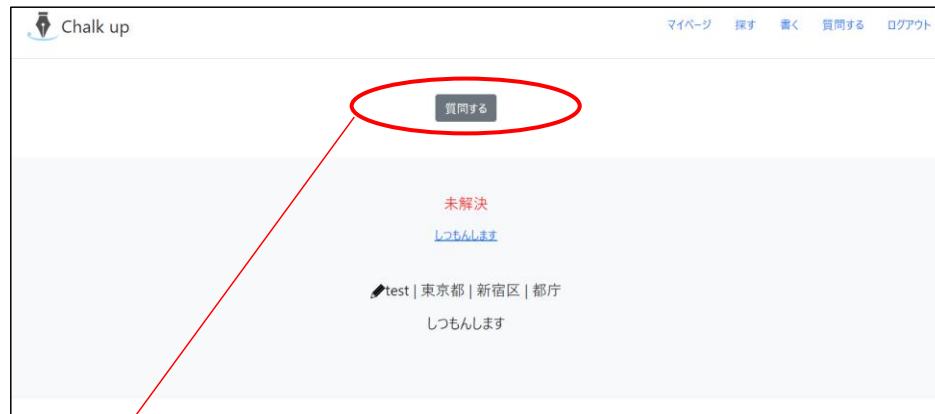 Chalk up
マイページ 探す 書く 質問する ログアウト
質問する
未解決
しつもんします
test | 東京都 | 新宿区 | 都庁
しつもんします